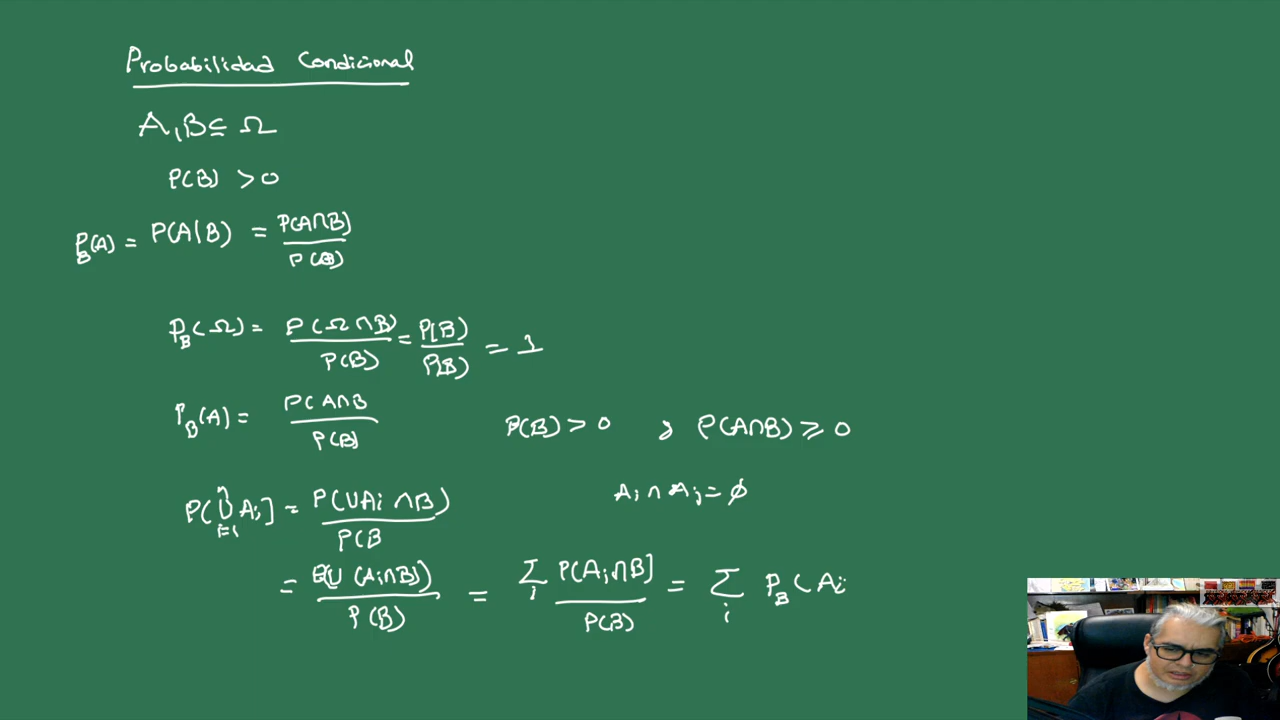 Probabilidad Condicional
A, B ⊆ Ω
P(B) > 0
P_B(A) = P(A|B) = P(A∩B) / P(B)
P_B(Ω) = P(Ω∩B) / P(B) = P(B) / P(B) = 1
P_B(A) = P(A∩B / P(B)    P(B) > 0 y P(A∩B) ≥ 0
A_i ∩ A_j = ∅
P(⋃_{i=1}^{n} A_i] = P(∪A_i ∩B) / P(B
= P(∪(A_i∩B)) / P(B) = Σ_i P(A_i∩B] / P(B) = Σ_i P_B(A_i